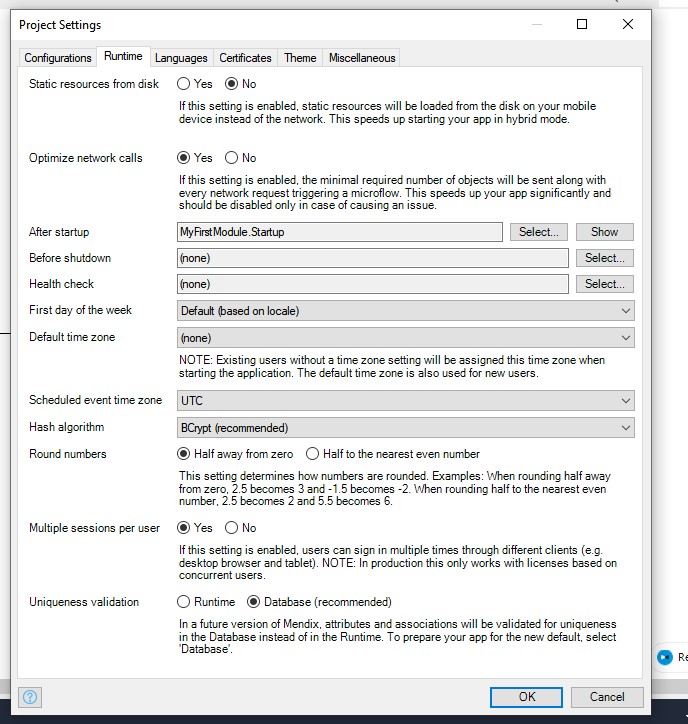 Project Settings
Configurations Runtime Languages Certificates Theme Miscellaneous
Static resources from disk Yes No
If this setting is enabled, static resources will be loaded from the disk on your mobile
device instead of the network. This speeds up starting your app in hybrid mode.
Optimize network calls Yes No
If this setting is enabled, the minimal required number of objects will be sent along with
every network request triggering a microflow. This speeds up your app significantly and
should be disabled only in case of causing an issue.
After startup MyFirstModule.Startup Select... Show
Before shutdown (none) Select...
Health check (none) Select...
First day of the week Default (based on locale)
Default time zone (none)
NOTE: Existing users without a time zone setting will be assigned this time zone when
starting the application. The default time zone is also used for new users.
Scheduled event time zone UTC
Hash algorithm BCrypt (recommended)
Round numbers Half away from zero Half to the nearest even number
This setting determines how numbers are rounded. Examples: When rounding half away
from zero, 2.5 becomes 3 and -1.5 becomes -2. When rounding half to the nearest even
number, 2.5 becomes 2 and 5.5 becomes 6.
Multiple sessions per user Yes No
If this setting is enabled, users can sign in multiple times through different clients (e.g.
desktop browser and tablet). NOTE: In production this only works with licenses based on
concurrent users.
Uniqueness validation Runtime Database (recommended)
In a future version of Mendix, attributes and associations will be validated for uniqueness
in the Database instead of in the Runtime. To prepare your app for the new default, select
'Database'.
Re
? OK Cancel